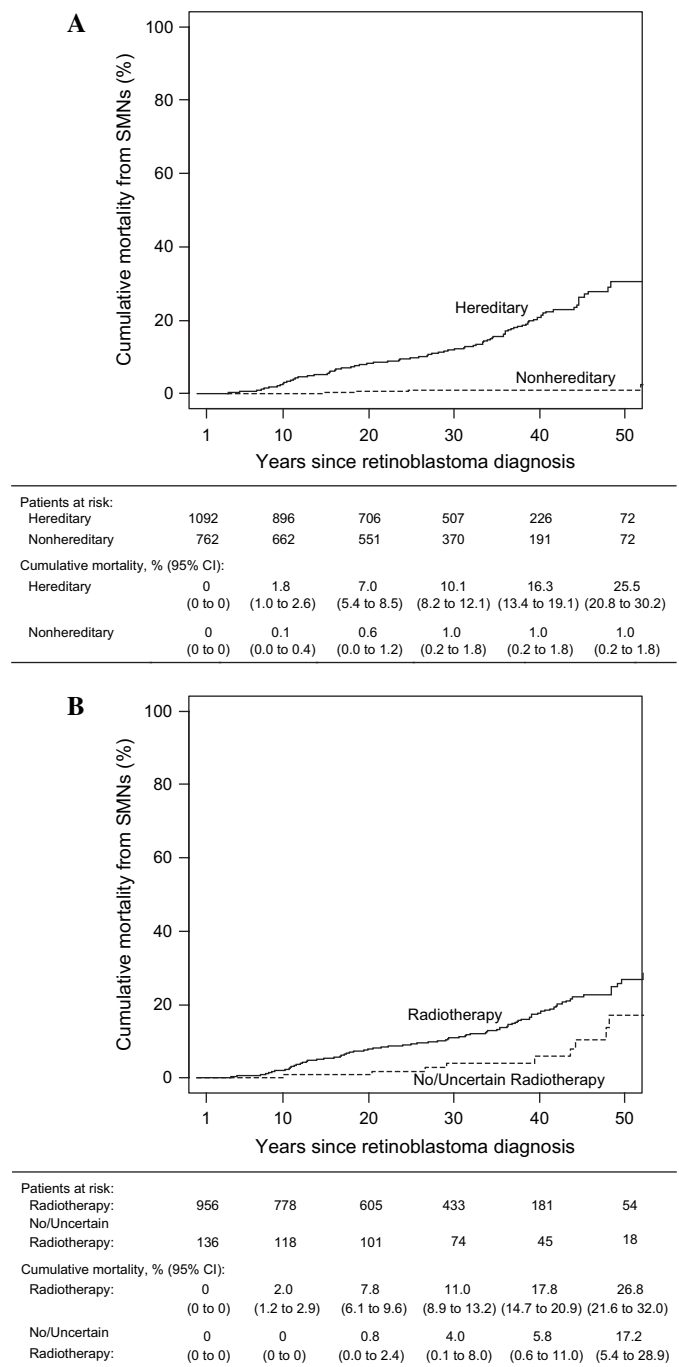 A
Cumulative mortality from SMNs (%)
100
80
60
40
20
0
Hereditary
Nonhereditary
1 10 20 30 40 50
Years since retinoblastoma diagnosis
Patients at risk:
Hereditary 1092 896 706 507 226 72
Nonhereditary 762 662 551 370 191 72
Cumulative mortality, % (95% CI):
Hereditary 0 1.8 7.0 10.1 16.3 25.5
(0 to 0) (1.0 to 2.6) (5.4 to 8.5) (8.2 to 12.1) (13.4 to 19.1) (20.8 to 30.2)
Nonhereditary 0 0.1 0.6 1.0 1.0 1.0
(0 to 0) (0.0 to 0.4) (0.0 to 1.2) (0.2 to 1.8) (0.2 to 1.8) (0.2 to 1.8)
B
Cumulative mortality from SMNs (%)
100
80
60
40
20
0
Radiotherapy
No/Uncertain Radiotherapy
1 10 20 30 40 50
Years since retinoblastoma diagnosis
Patients at risk:
Radiotherapy: 956 778 605 433 181 54
No/Uncertain
Radiotherapy: 136 118 101 74 45 18
Cumulative mortality, % (95% CI):
Radiotherapy: 0 2.0 7.8 11.0 17.8 26.8
(0 to 0) (1.2 to 2.9) (6.1 to 9.6) (8.9 to 13.2) (14.7 to 20.9) (21.6 to 32.0)
No/Uncertain 0 0 0.8 4.0 5.8 17.2
Radiotherapy: (0 to 0) (0 to 0) (0.0 to 2.4) (0.1 to 8.0) (0.6 to 11.0) (5.4 to 28.9)